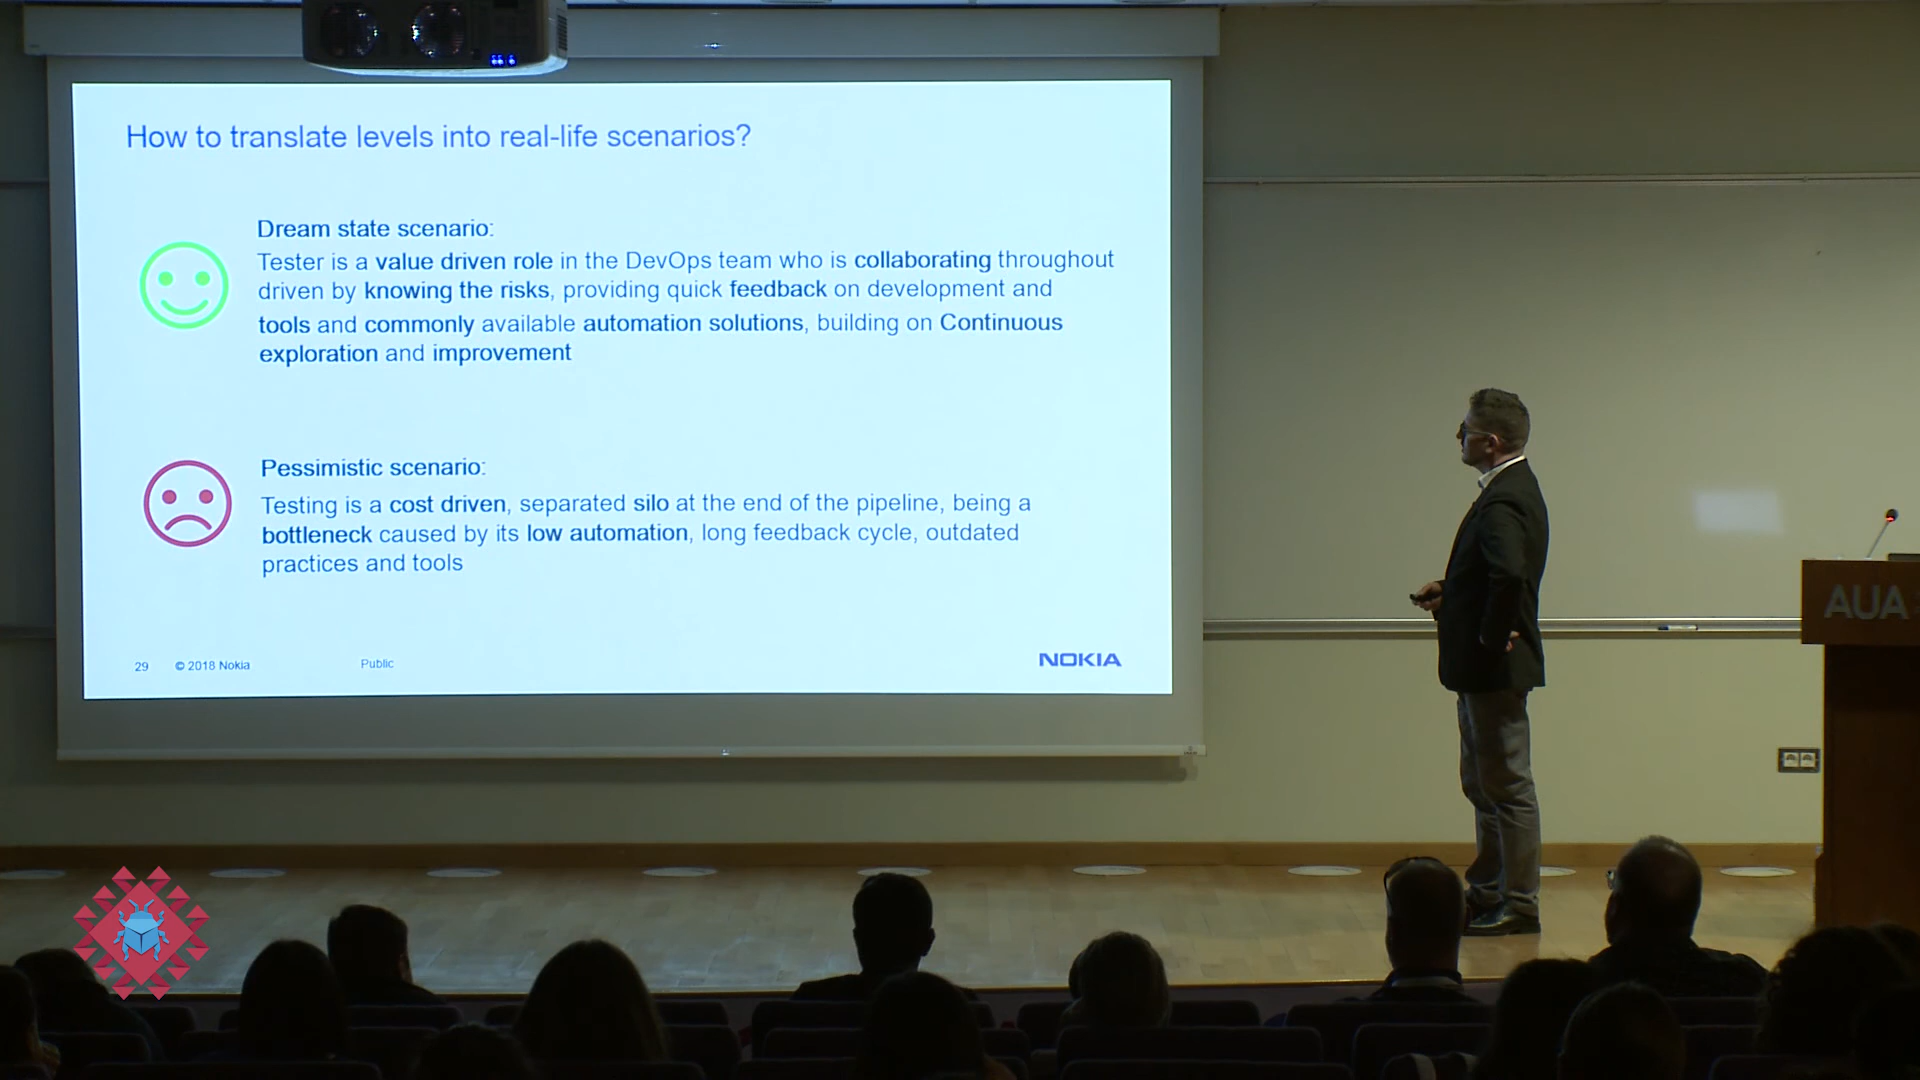 How to translate levels into real-life scenarios?
Dream state scenario:
Tester is a value driven role in the DevOps team who is collaborating throughout
driven by knowing the risks, providing quick feedback on development and
tools and commonly available automation solutions, building on Continuous
exploration and improvement
Pessimistic scenario:
Testing is a cost driven, separated silo at the end of the pipeline, being a
bottleneck caused by its low automation, long feedback cycle, outdated
practices and tools
29 © 2018 Nokia Public
NOKIA
AUA